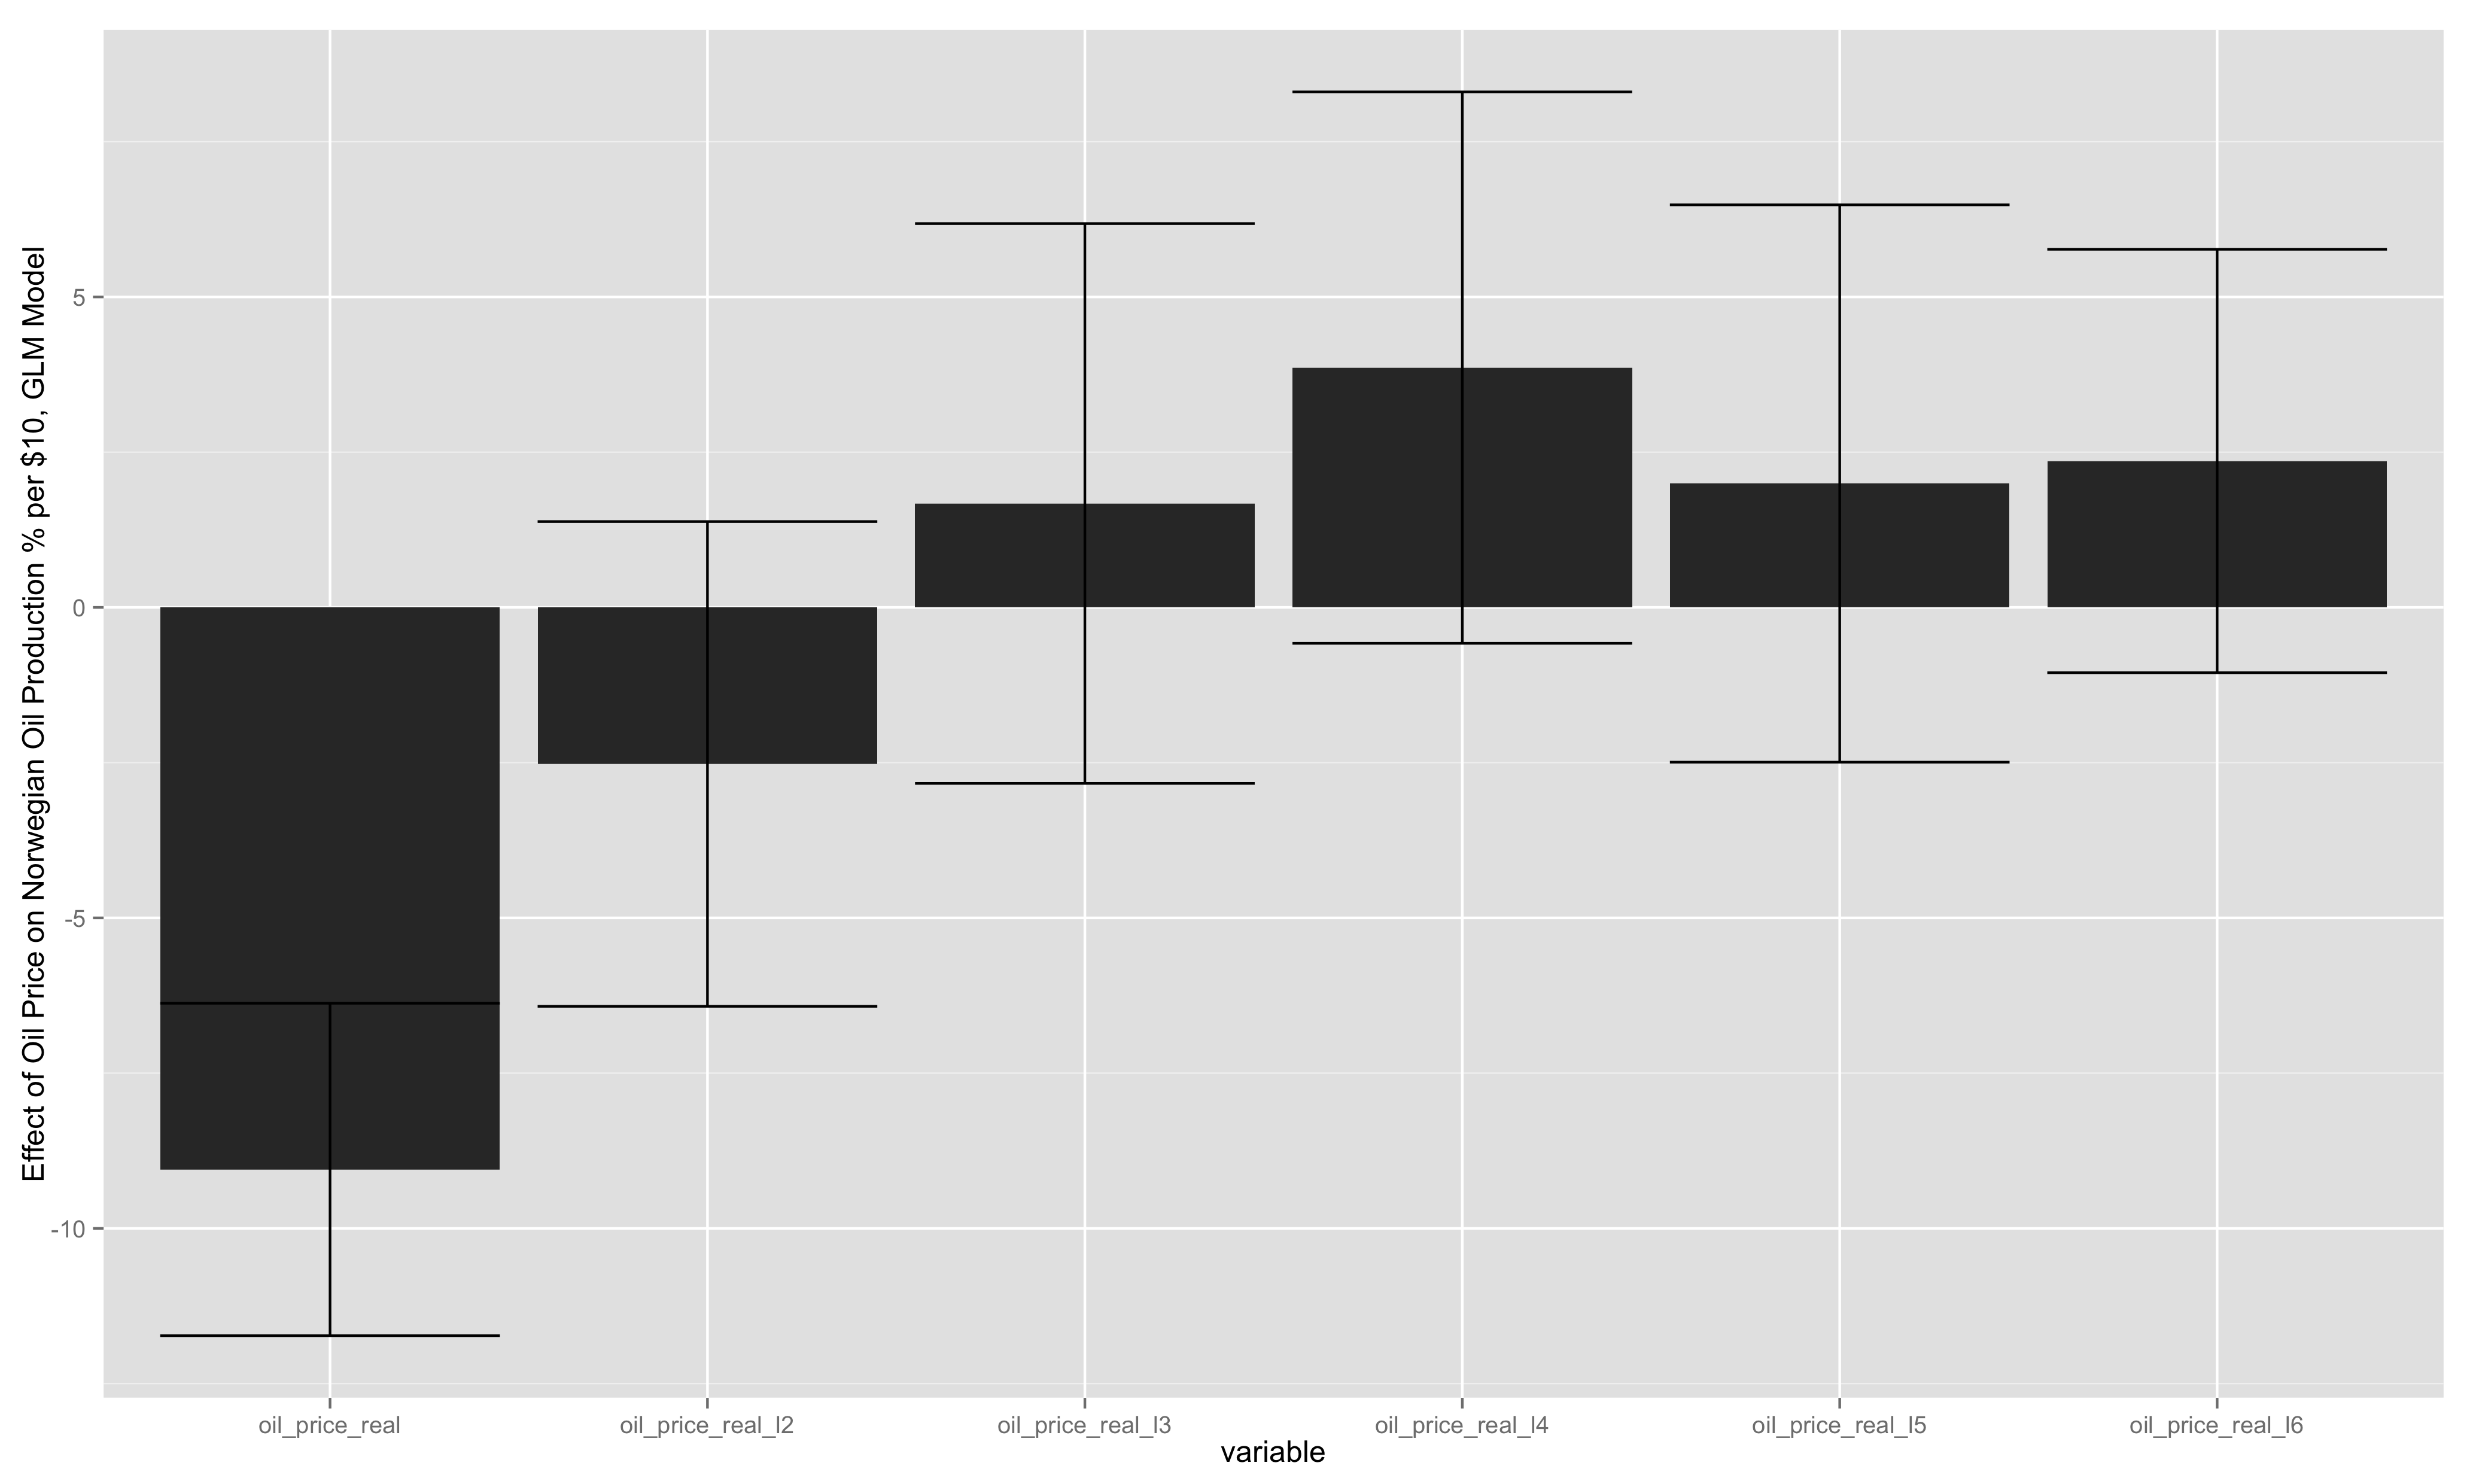 Effect of Oil Price on Norwegian Oil Production % per $10, GLM Model
5
0
-5
-10
oil_price_real
oil_price_real_l2
oil_price_real_l3
oil_price_real_l4
oil_price_real_l5
oil_price_real_l6
variable